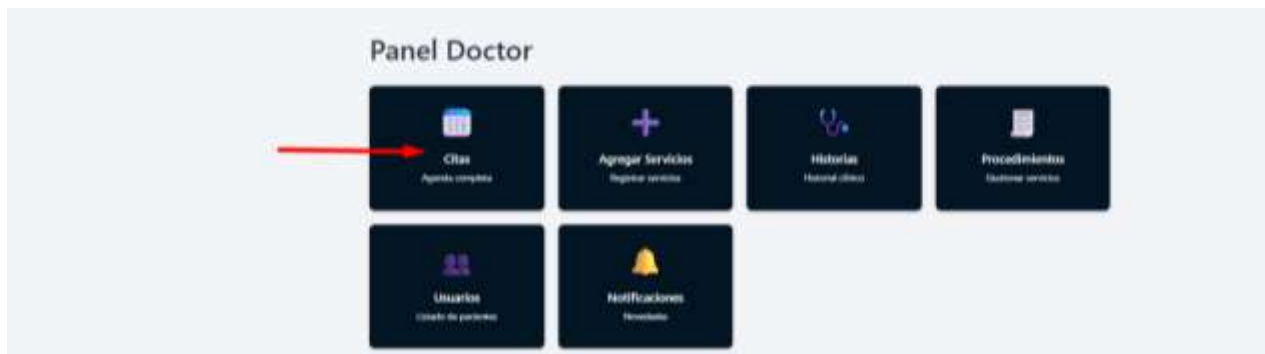 Panel Doctor
Citas
Agenda completa
Agregar Servicios
Registrar servicios
Historias
Historial clínico
Procedimientos
Gestionar servicios
Usuarios
Listado de pacientes
Notificaciones
Novedades